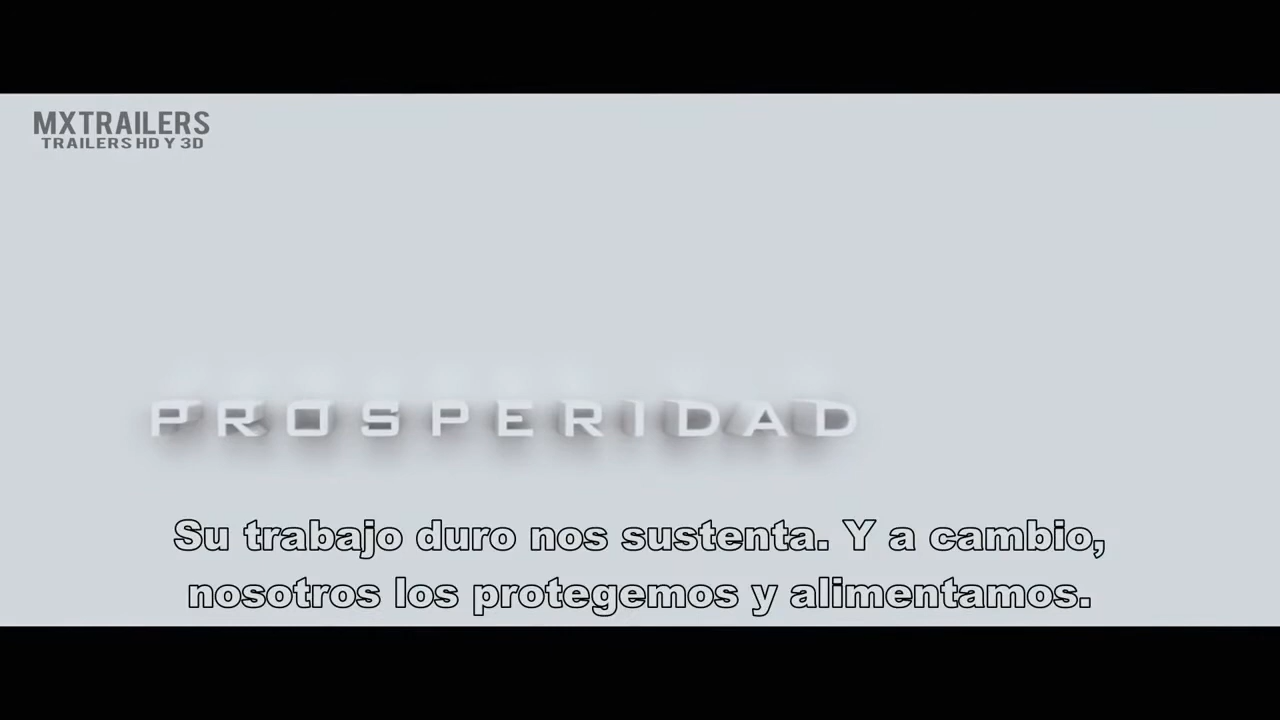 MXTRAILERS
TRAILERS HD Y 3D
PROSPERIDAD
Su trabajo duro nos sustenta. Y a cambio,
nosotros los protegemos y alimentamos.